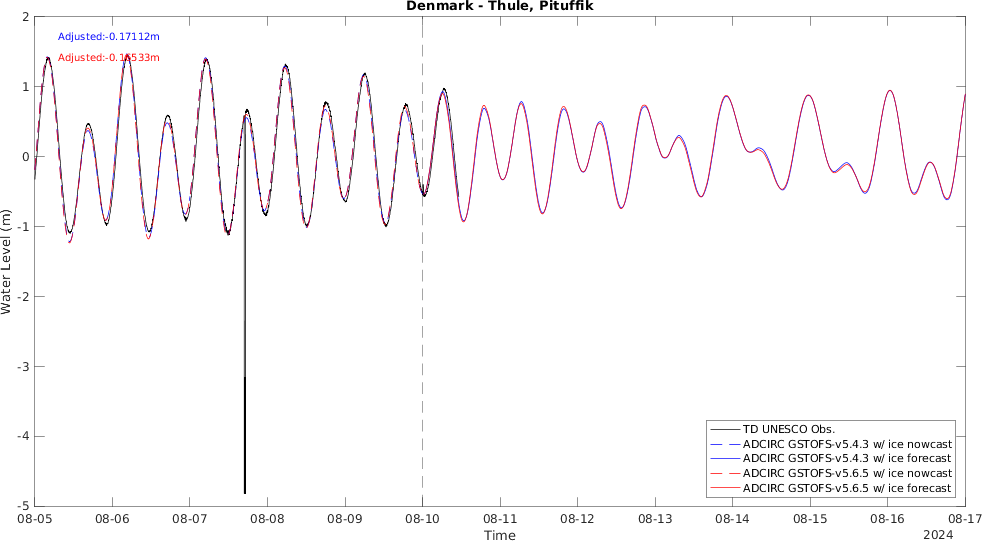 Denmark - Thule, Pituffik
Adjusted:-0.17112m
Water Level (m)
2
1
0
-1
-2
-3
-4
-5
TD UNESCO Obs.
ADCIRC GSTOFS-v5.4.3 w/ ice nowcast
ADCIRC GSTOFS-v5.4.3 w/ ice forecast
ADCIRC GSTOFS-v5.6.5 w/ ice nowcast
ADCIRC GSTOFS-v5.6.5 w/ ice forecast
08-05 08-06 08-07 08-08 08-09 08-10 08-11 08-12 08-13 08-14 08-15 08-16 08-17
Time
2024